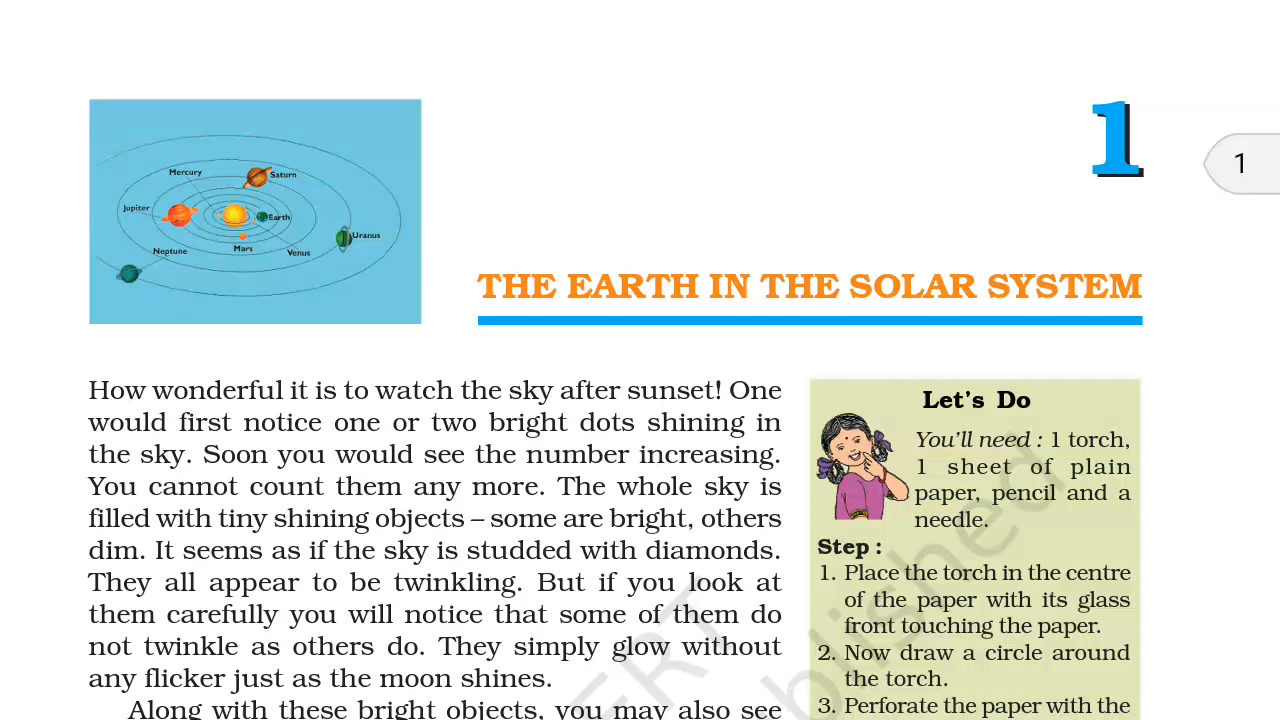 1
1
Mercury
Saturn
Jupiter
Earth
Uranus
Neptune
Mars
Venus
THE EARTH IN THE SOLAR SYSTEM
How wonderful it is to watch the sky after sunset! One
would first notice one or two bright dots shining in
the sky. Soon you would see the number increasing.
You cannot count them any more. The whole sky is
filled with tiny shining objects – some are bright, others
dim. It seems as if the sky is studded with diamonds.
They all appear to be twinkling. But if you look at
them carefully you will notice that some of them do
not twinkle as others do. They simply glow without
any flicker just as the moon shines.
Along with these bright objects, you may also see
Let's Do
You'll need : 1 torch,
1 sheet of plain
paper, pencil and a
needle.
Step :
1. Place the torch in the centre
of the paper with its glass
front touching the paper.
2. Now draw a circle around
the torch.
3. Perforate the paper with the